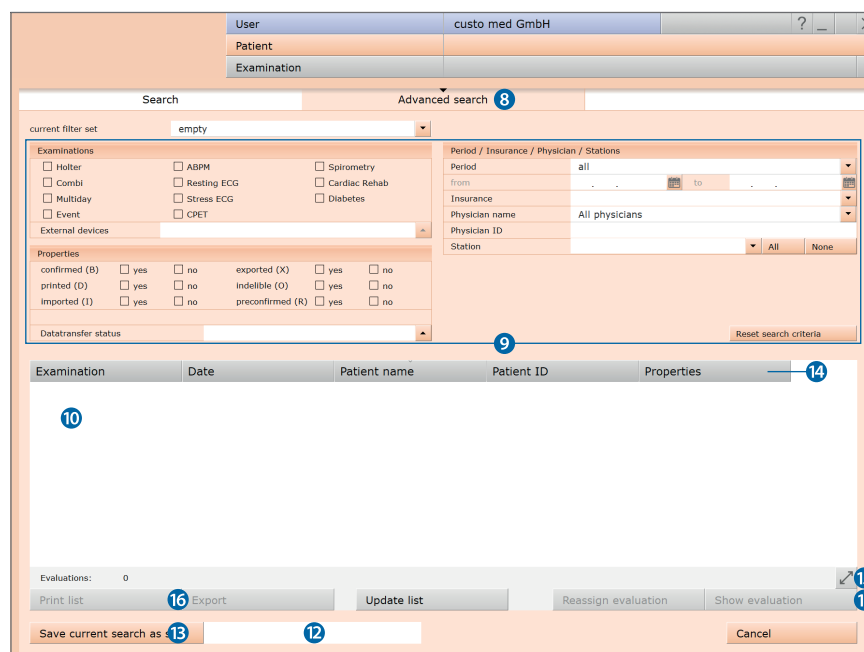 User custo med GmbH ? _
Patient
Examination
Search Advanced search 8
current filter set empty
Examinations Period / Insurance / Physician / Stations
Holter ABPM Spirometry Period all
Combi Resting ECG Cardiac Rehab from . . to . .
Multiday Stress ECG Diabetes Insurance
Event CPET Physician name All physicians
External devices Physician ID
Station All None
Properties
confirmed (B) yes no exported (X) yes no
printed (D) yes no indelible (O) yes no
imported (I) yes no preconfirmed (R) yes no
Datatransfer status Reset search criteria
9
Examination Date Patient name Patient ID Properties 14
10
Evaluations: 0
Print list 16 Export Update list Reassign evaluation Show evaluation
Save current search as 13 12 Cancel